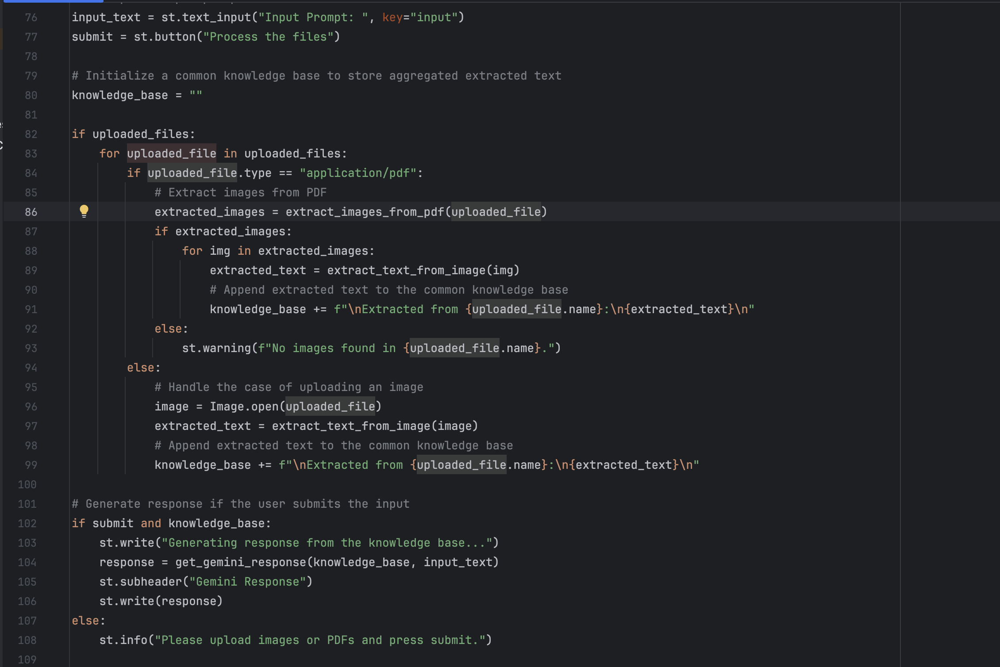 76 input_text = st.text_input("Input Prompt: ", key="input")
77 submit = st.button("Process the files")
78
79 # Initialize a common knowledge base to store aggregated extracted text
80 knowledge_base = ""
81
82 if uploaded_files:
83     for uploaded_file in uploaded_files:
84         if uploaded_file.type == "application/pdf":
85             # Extract images from PDF
86             extracted_images = extract_images_from_pdf(uploaded_file)
87             if extracted_images:
88                 for img in extracted_images:
89                     extracted_text = extract_text_from_image(img)
90                     # Append extracted text to the common knowledge base
91                     knowledge_base += f"\nExtracted from {uploaded_file.name}:\n{extracted_text}\n"
92             else:
93                 st.warning(f"No images found in {uploaded_file.name}.")
94         else:
95             # Handle the case of uploading an image
96             image = Image.open(uploaded_file)
97             extracted_text = extract_text_from_image(image)
98             # Append extracted text to the common knowledge base
99             knowledge_base += f"\nExtracted from {uploaded_file.name}:\n{extracted_text}\n"
100
101 # Generate response if the user submits the input
102 if submit and knowledge_base:
103     st.write("Generating response from the knowledge base...")
104     response = get_gemini_response(knowledge_base, input_text)
105     st.subheader("Gemini Response")
106     st.write(response)
107 else:
108     st.info("Please upload images or PDFs and press submit.")
109